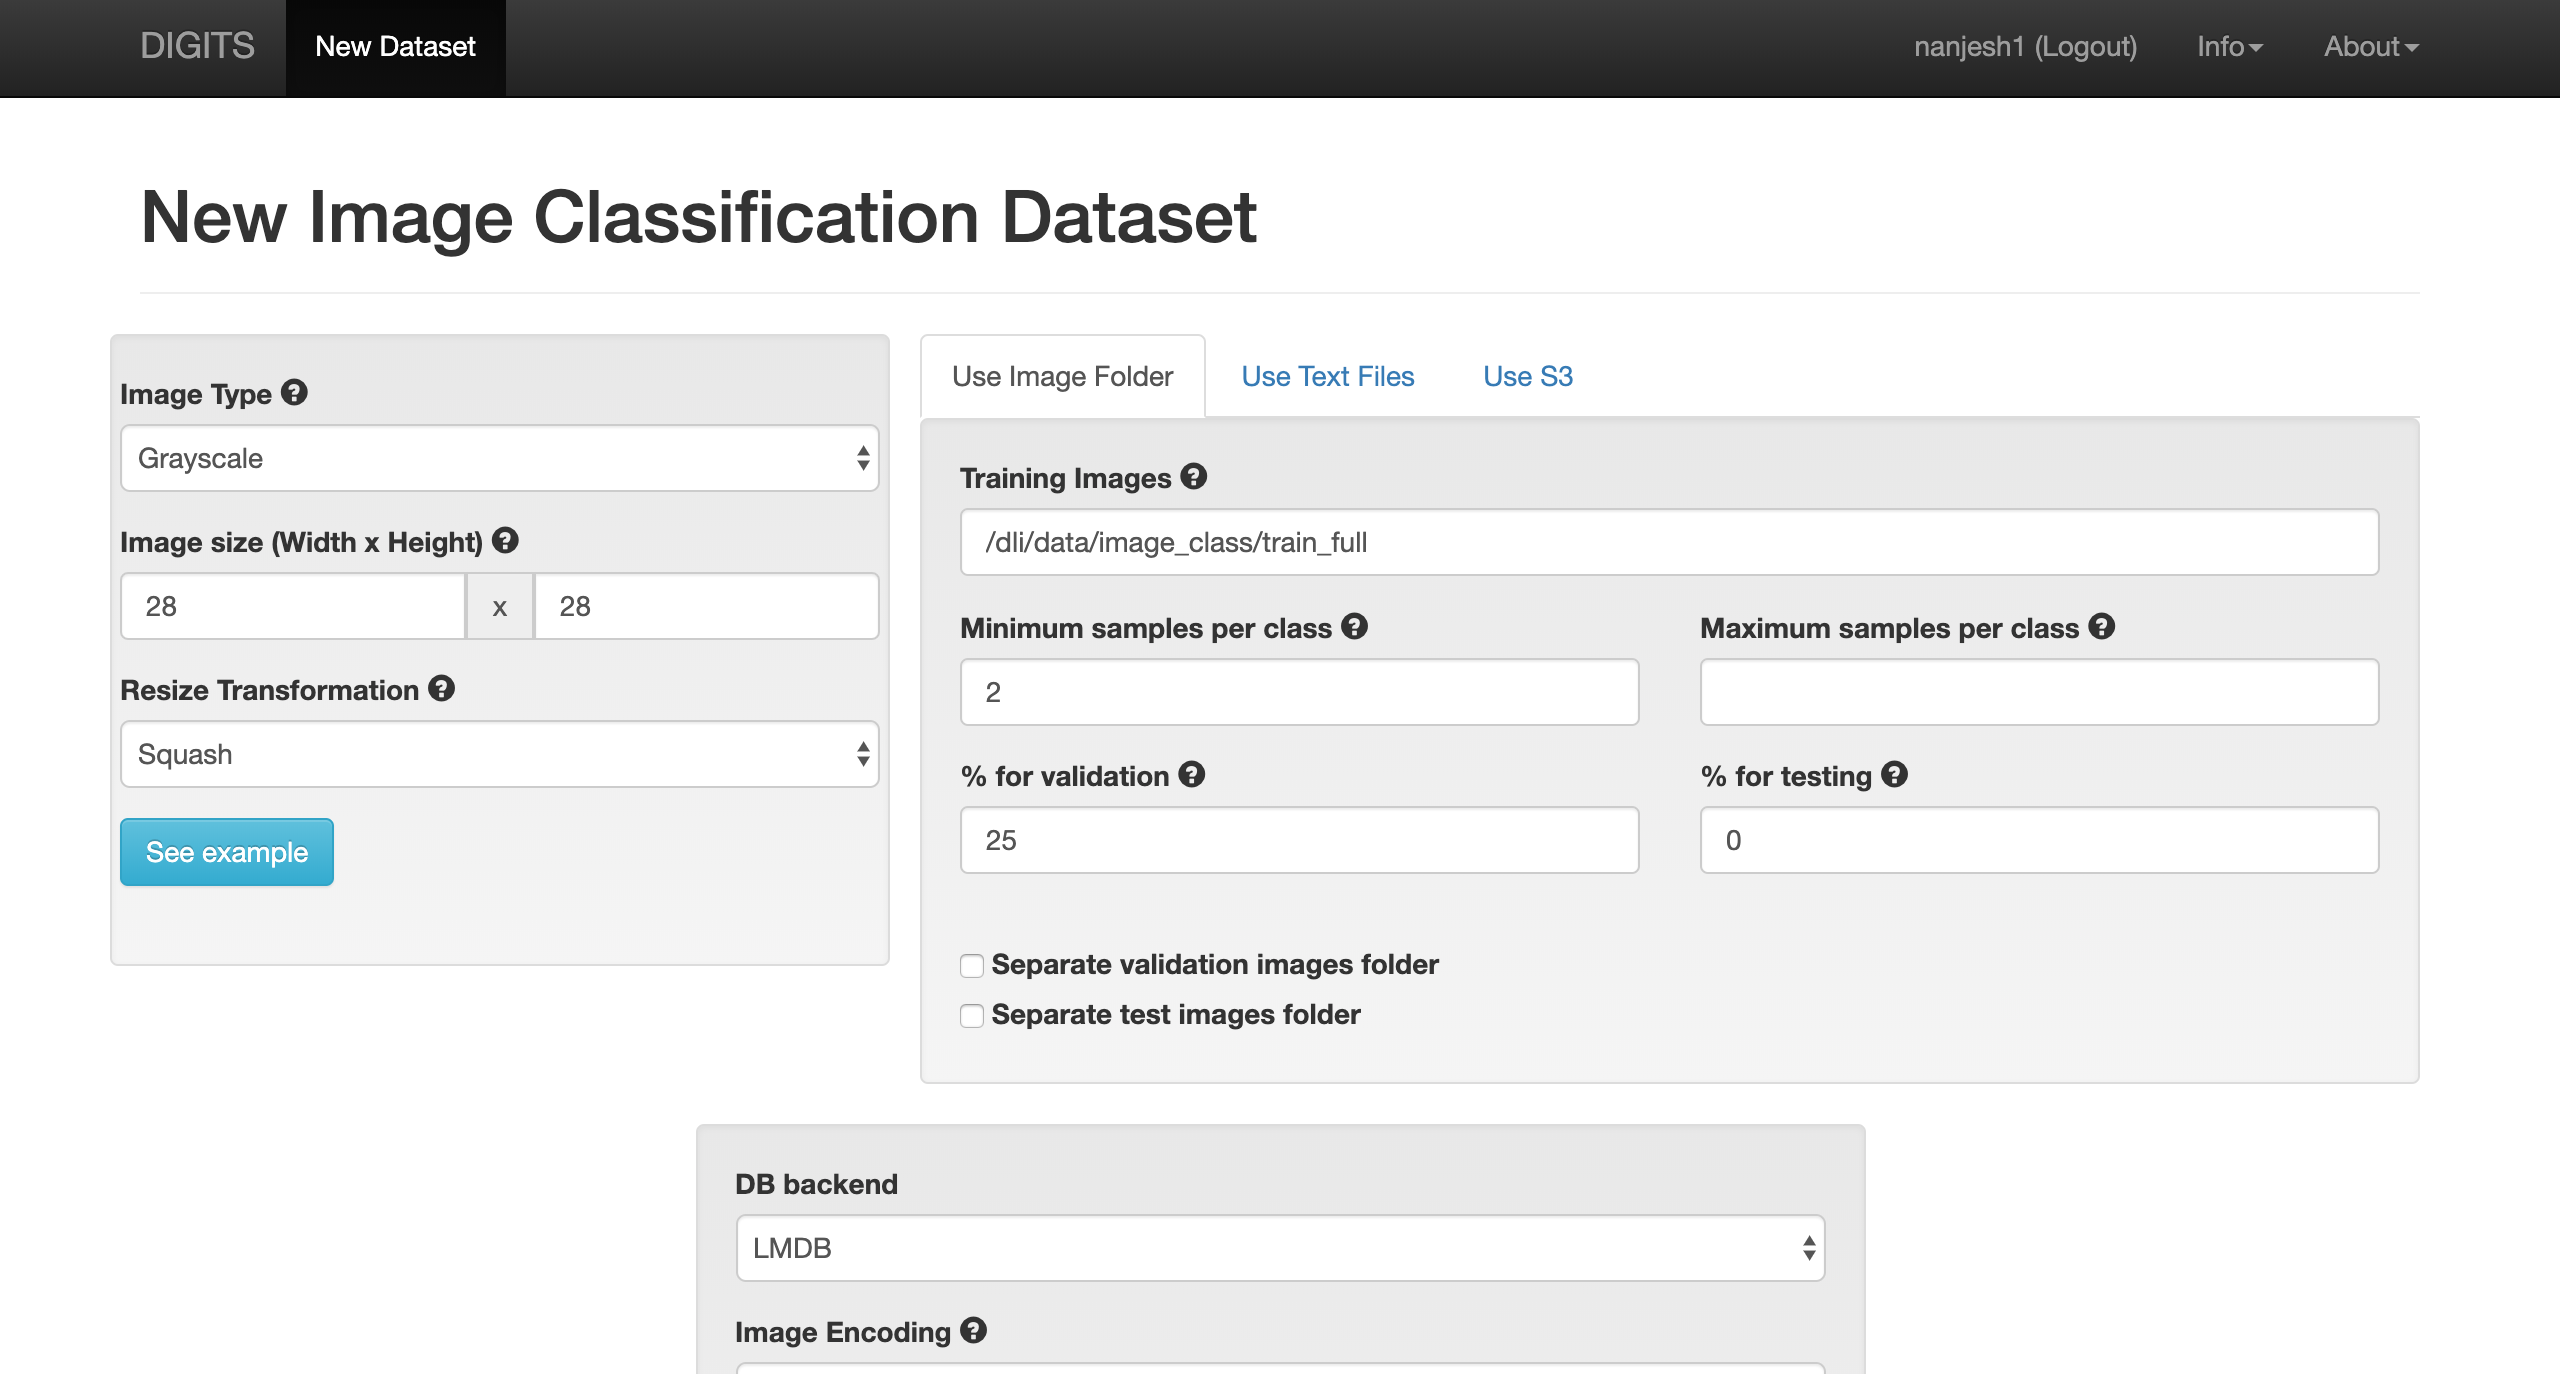 DIGITS New Dataset nanjesh1 (Logout) Info About
New Image Classification Dataset
Image Type
Grayscale
Image size (Width x Height)
28 x 28
Resize Transformation
Squash
See example
Use Image Folder Use Text Files Use S3
Training Images
/dli/data/image_class/train_full
Minimum samples per class Maximum samples per class
2
% for validation % for testing
25 0
Separate validation images folder
Separate test images folder
DB backend
LMDB
Image Encoding